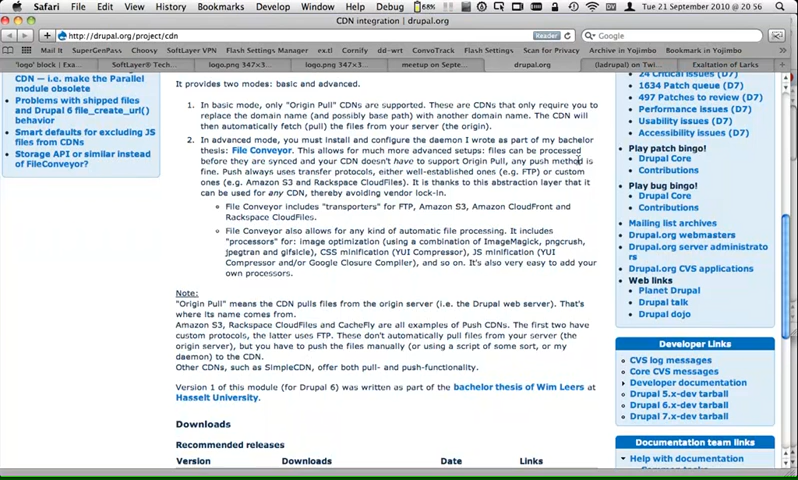 Safari File Edit View History Bookmarks Develop Window Debug Help
68%
Tue 21 September 2010 20 56
CDN integration | drupal.org
http://drupal.org/project/cdn
Reader
Google
Mail It SuperGenPass Choosy SoftLayer VPN Flash Settings Manager ex.tl Comify dd-wrt ConvoTrack Flash Settings Scan for Privacy Archive in Yojimbo Bookmark in Yojimbo
'logo' block | Exa...
SoftLayer® Tech...
logo.png 347×3...
logo.png 347×3...
meetup on Septe...
drupal.org
(ladrupal) on Twi...
Exaltation of Larks
CDN — i.e. make the Parallel
module obsolete
Problems with shipped files
and Drupal 6 file_create_url()
behavior
Smart defaults for excluding JS
files from CDNs
Storage API or similar instead
of FileConveyor?
It provides two modes: basic and advanced.
1. In basic mode, only "Origin Pull" CDNs are supported. These are CDNs that only require you to
replace the domain name (and possibly base path) with another domain name. The CDN will
then automatically fetch (pull) the files from your server (the origin).
2. In advanced mode, you must install and configure the daemon I wrote as part of my bachelor
thesis: File Conveyor. This allows for much more advanced setups: files can be processed
before they are synced and your CDN doesn't have to support Origin Pull, any push method is
fine. Push always uses transfer protocols, either well-established ones (e.g. FTP) or custom
ones (e.g. Amazon S3 and Rackspace CloudFiles). It is thanks to this abstraction layer that it
can be used for any CDN, thereby avoiding vendor lock-in.
File Conveyor includes "transporters" for FTP, Amazon S3, Amazon CloudFront and
Rackspace CloudFiles.
File Conveyor also allows for any kind of automatic file processing. It includes
"processors" for: image optimization (using a combination of ImageMagick, pngcrush,
jpegtran and gifsicle), CSS minification (YUI Compressor), JS minification (YUI
Compressor and/or Google Closure Compiler), and so on. It's also very easy to add your
own processors.
Note:
"Origin Pull" means the CDN pulls files from the origin server (i.e. the Drupal web server). That's
where its name comes from.
Amazon S3, Rackspace CloudFiles and CacheFly are all examples of Push CDNs. The first two have
custom protocols, the latter uses FTP. These don't automatically pull files from your server (the
origin server), but you have to push the files manually (or using a script of some sort, or my
daemon) to the CDN.
Other CDNs, such as SimpleCDN, offer both pull- and push-functionality.
Version 1 of this module (for Drupal 6) was written as part of the bachelor thesis of Wim Leers at
Hasselt University.
Downloads
Recommended releases
Version Downloads Date Links
24 Critical issues (D7)
1634 Patch queue (D7)
497 Patches to review (D7)
Performance issues (D7)
Usability issues (D7)
Accessibility issues (D7)
Play patch bingo!
Drupal Core
Contributions
Play bug bingo!
Drupal Core
Contributions
Mailing list archives
Drupal.org webmasters
Drupal.org server administrato
rs
Drupal.org CVS applications
Web links
Planet Drupal
Drupal talk
Drupal dojo
Developer Links
CVS log messages
Core CVS messages
Developer documentation
Drupal 5.x-dev tarball
Drupal 6.x-dev tarball
Drupal 7.x-dev tarball
Documentation team links
Help with documentation